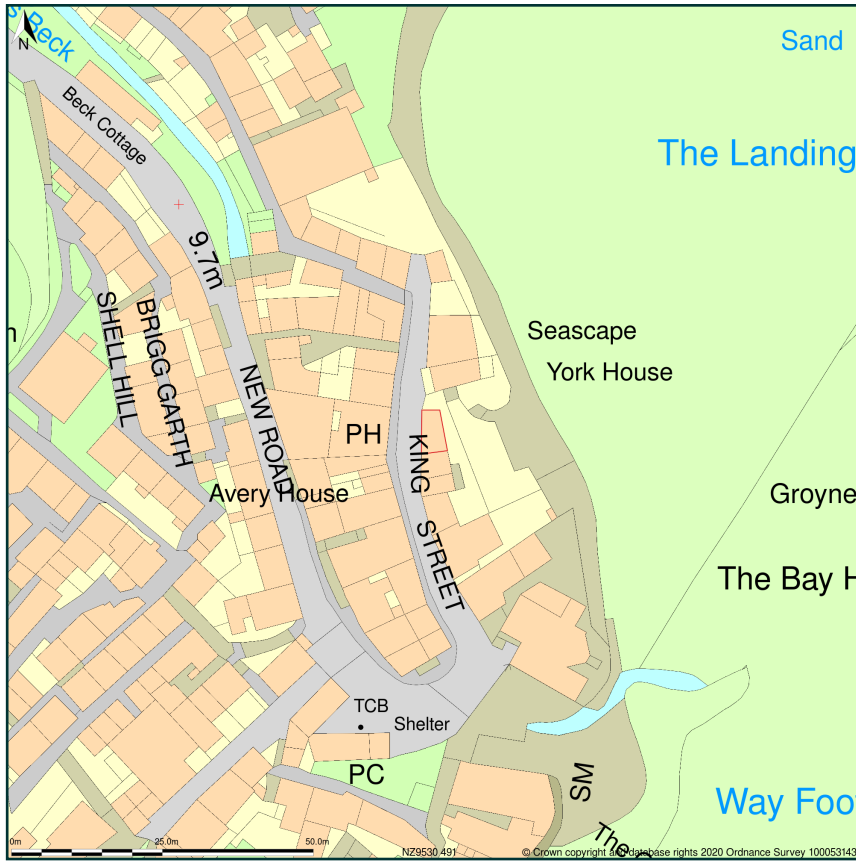 s Beck
N
Sand
Beck Cottage
The Landing
9.7m
SHELL HILL
BRIGG GARTH
n
Seascape
York House
NEW ROAD
PH
KING STREET
Avery House
Groyne
The Bay H
TCB
Shelter
PC
SM
Way Foo
The
0m
25.0m
50.0m
NZ9530 491
© Crown copyright and database rights 2020 Ordnance Survey 100053143